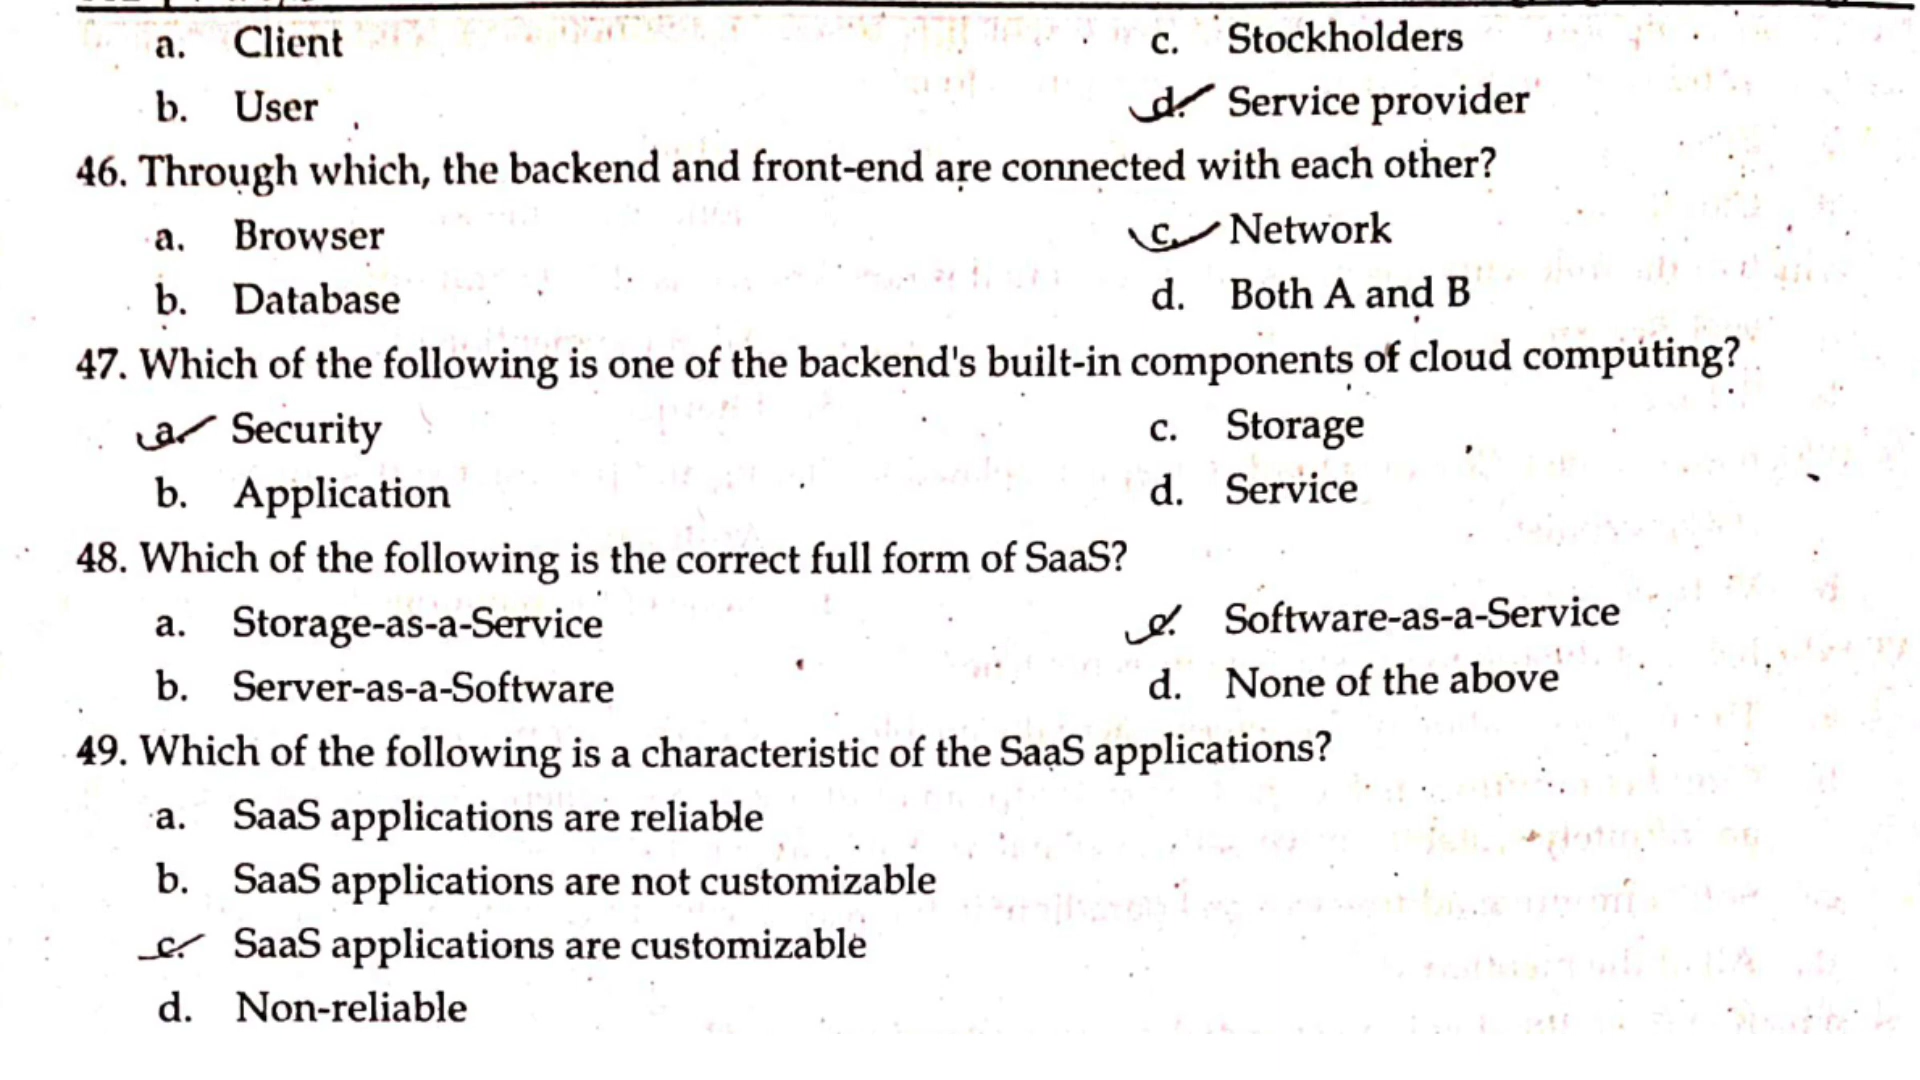 a. Client
c. Stockholders
b. User
d. Service provider
46. Through which, the backend and front-end are connected with each other?
a. Browser
c. Network
b. Database
d. Both A and B
47. Which of the following is one of the backend's built-in components of cloud computing?
a. Security
c. Storage
b. Application
d. Service
48. Which of the following is the correct full form of SaaS?
a. Storage-as-a-Service
c. Software-as-a-Service
b. Server-as-a-Software
d. None of the above
49. Which of the following is a characteristic of the SaaS applications?
a. SaaS applications are reliable
b. SaaS applications are not customizable
c. SaaS applications are customizable
d. Non-reliable